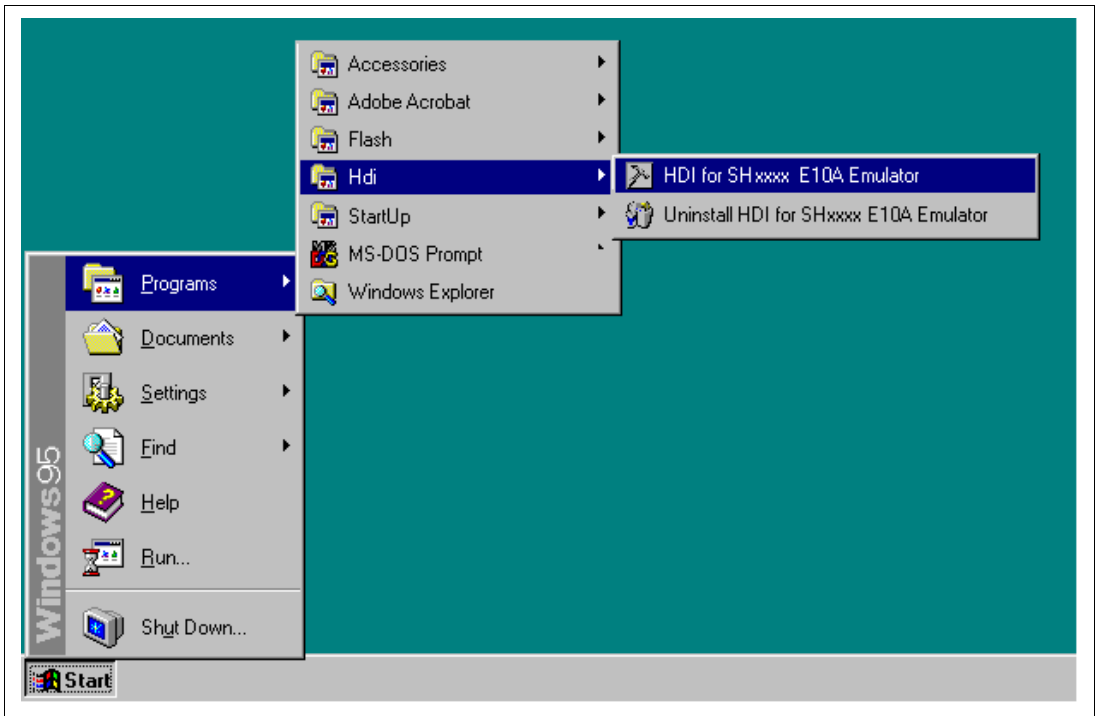 Accessories
Adobe Acrobat
Flash
Hdi
HDI for SHxxxx E10A Emulator
StartUp
Uninstall HDI for SHxxxx E10A Emulator
MS-DOS Prompt
Windows Explorer
Programs
Documents
Settings
Find
Help
Run...
Shut Down...
Windows95
Start